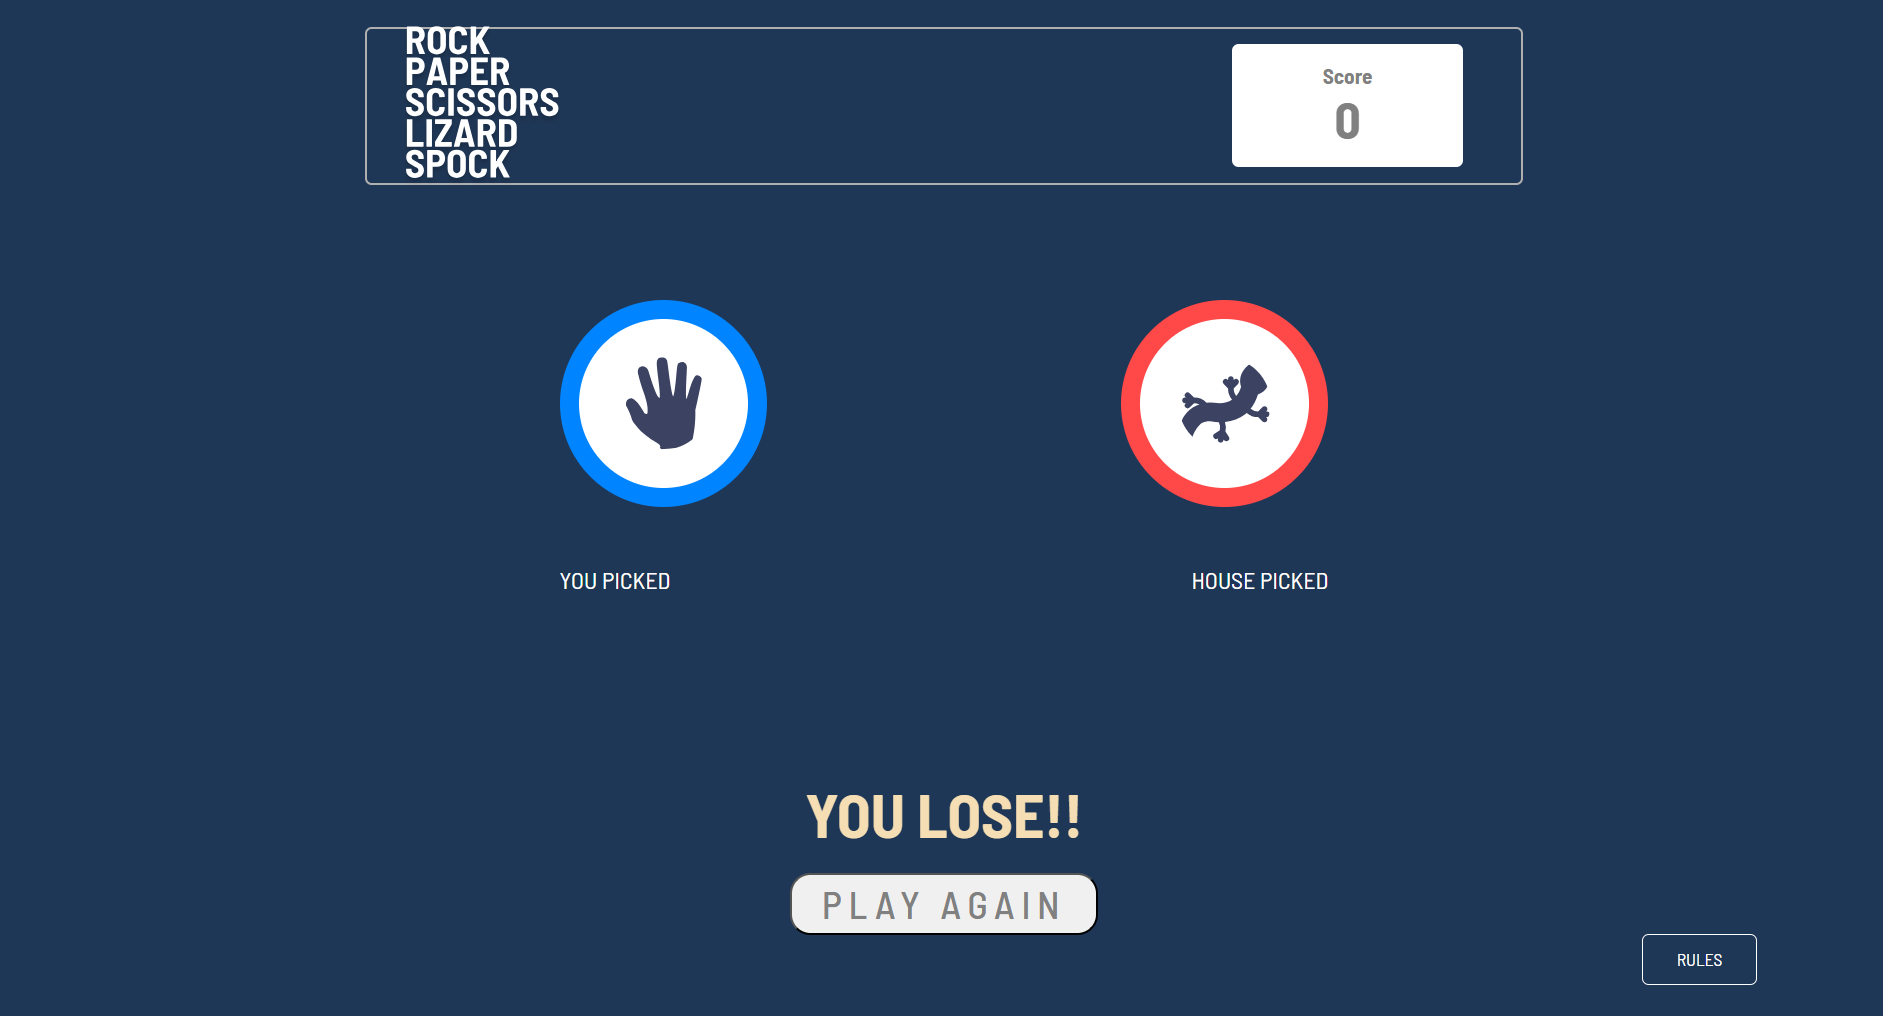 ROCK
PAPER
SCISSORS
LIZARD
SPOCK
Score
0
YOU PICKED
HOUSE PICKED
YOU LOSE!!
PLAY AGAIN
RULES